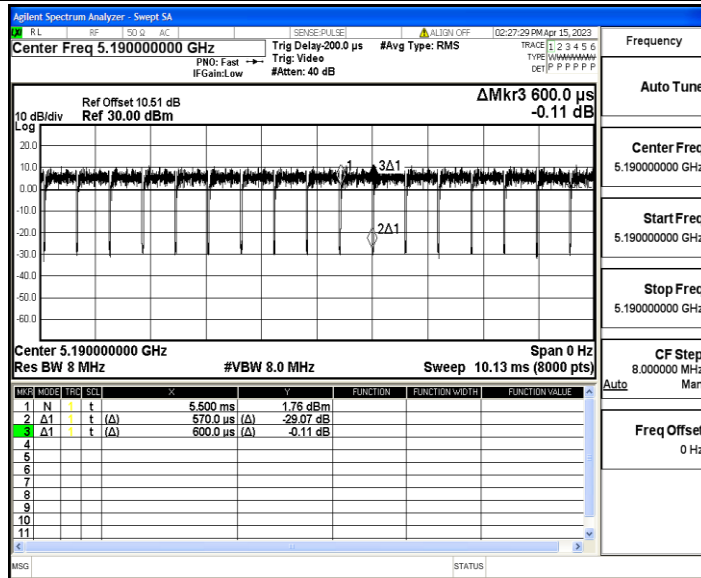 Agilent Spectrum Analyzer - Swept SA
RL RF 50 Ω AC SENSE:PULSE ALIGN OFF 02:27:29 PM Apr 15, 2023
Center Freq 5.190000000 GHz
PNO: Fast
IFGain:Low
Trig Delay-200.0 µs
Trig: Video
#Atten: 40 dB
#Avg Type: RMS
TRACE 1 2 3 4 5 6
TYPE
DET P P P P P P
ΔMkr3 600.0 µs
-0.11 dB
Ref Offset 10.51 dB
10 dB/div Ref 30.00 dBm
Log
20.0
10.0
0.00
-10.0
-20.0
-30.0
-40.0
-50.0
-60.0
1
3Δ1
2Δ1
Center 5.190000000 GHz Span 0 Hz
Res BW 8 MHz #VBW 8.0 MHz Sweep 10.13 ms (8000 pts)
MKR MODE TRC SCL X Y FUNCTION FUNCTION WIDTH FUNCTION VALUE
1 N 1 t 5.500 ms 1.76 dBm
2 Δ1 1 t (Δ) 570.0 µs (Δ) -29.07 dB
3 Δ1 1 t (Δ) 600.0 µs (Δ) -0.11 dB
4
5
6
7
8
9
10
11
MSG STATUS
Frequency
Auto Tune
Center Freq
5.190000000 GHz
Start Freq
5.190000000 GHz
Stop Freq
5.190000000 GHz
CF Step
8.000000 MHz
Auto Man
Freq Offset
0 Hz